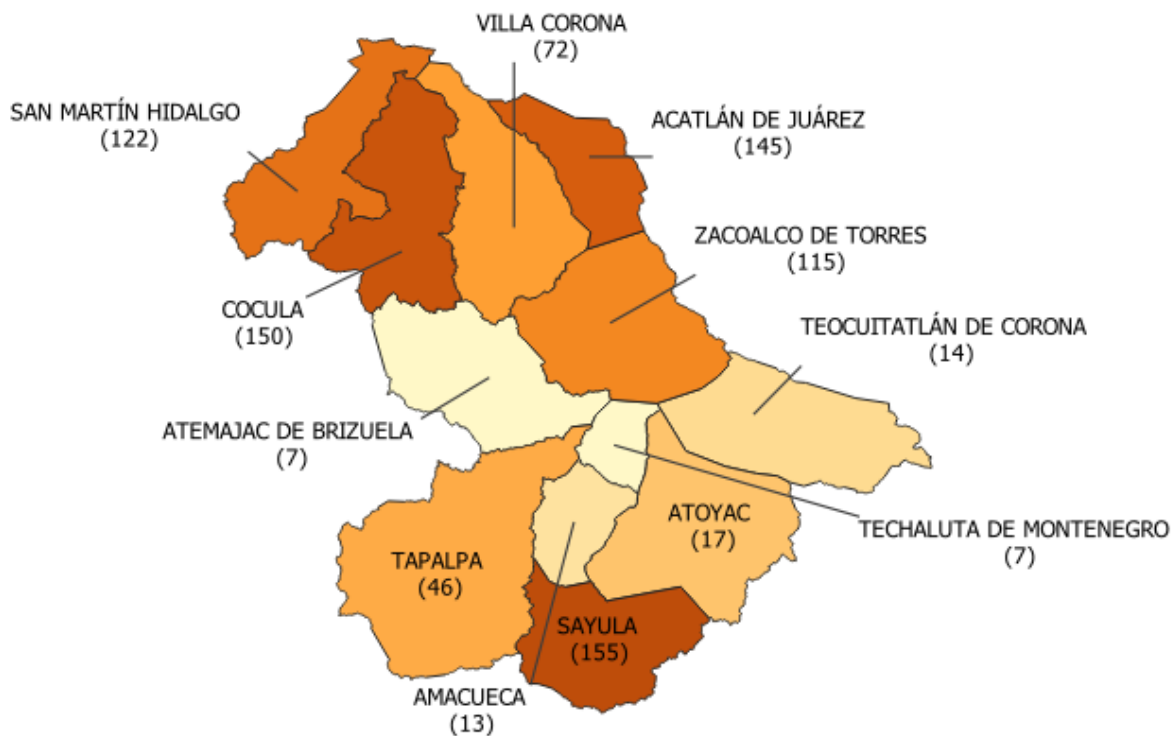 VILLA CORONA
(72)
SAN MARTÍN HIDALGO
(122)
ACATLÁN DE JUÁREZ
(145)
ZACOALCO DE TORRES
(115)
COCULA
(150)
TEOCUITATLÁN DE CORONA
(14)
ATEMAJAC DE BRIZUELA
(7)
ATOYAC
(17)
TECHALUTA DE MONTENEGRO
(7)
TAPALPA
(46)
SAYULA
(155)
AMACUECA
(13)